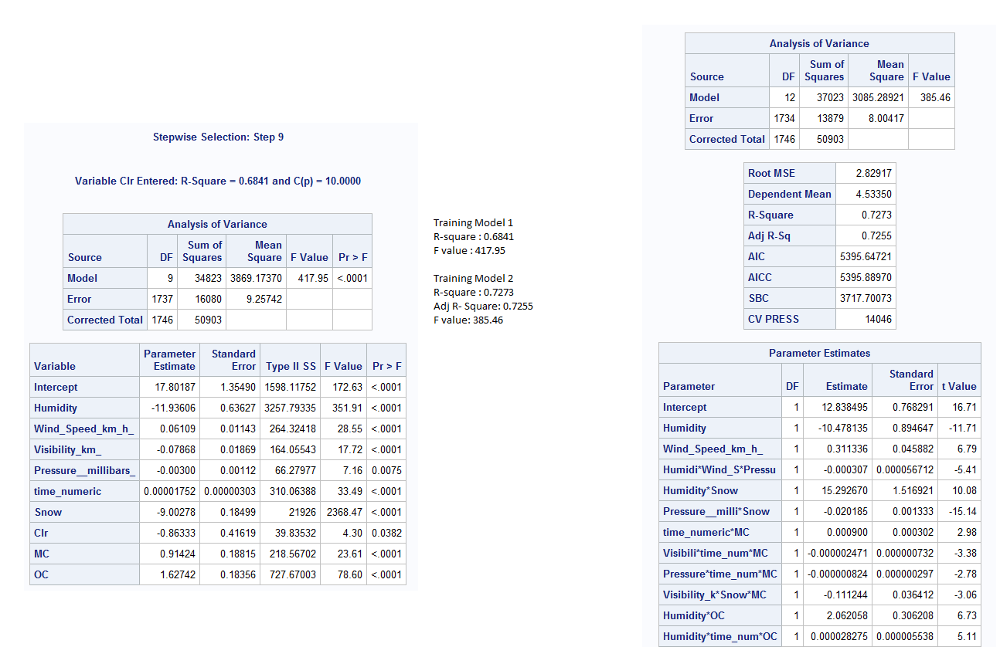 Stepwise Selection: Step 9
Variable Clr Entered: R-Square = 0.6841 and C(p) = 10.0000
Analysis of Variance
Source DF Sum of Squares Mean Square F Value Pr > F
Model 9 34823 3869.17370 417.95 <.0001
Error 1737 16080 9.25742
Corrected Total 1746 50903
Variable Parameter Estimate Standard Error Type II SS F Value Pr > F
Intercept 17.80187 1.35490 1598.11752 172.63 <.0001
Humidity -11.93606 0.63627 3257.79335 351.91 <.0001
Wind_Speed_km_h_ 0.06109 0.01143 264.32418 28.55 <.0001
Visibility_km_ -0.07868 0.01869 164.05543 17.72 <.0001
Pressure__millibars_ -0.00300 0.00112 66.27977 7.16 0.0075
time_numeric 0.00001752 0.00000303 310.06388 33.49 <.0001
Snow -9.00278 0.18499 21926 2368.47 <.0001
Clr -0.86333 0.41619 39.83532 4.30 0.0382
MC 0.91424 0.18815 218.56702 23.61 <.0001
OC 1.62742 0.18356 727.67003 78.60 <.0001
Training Model 1
R-square : 0.6841
F value : 417.95
Training Model 2
R-square : 0.7273
Adj R- Square: 0.7255
F value: 385.46
Analysis of Variance
Source DF Sum of Squares Mean Square F Value
Model 12 37023 3085.28921 385.46
Error 1734 13879 8.00417
Corrected Total 1746 50903
Root MSE 2.82917
Dependent Mean 4.53350
R-Square 0.7273
Adj R-Sq 0.7255
AIC 5395.64721
AICC 5395.88970
SBC 3717.70073
CV PRESS 14046
Parameter Estimates
Parameter DF Estimate Standard Error t Value
Intercept 1 12.838495 0.768291 16.71
Humidity 1 -10.478135 0.894647 -11.71
Wind_Speed_km_h_ 1 0.311336 0.045882 6.79
Humidi*Wind_S*Pressu 1 -0.000307 0.000056712 -5.41
Humidity*Snow 1 15.292670 1.516921 10.08
Pressure__milli*Snow 1 -0.020185 0.001333 -15.14
time_numeric*MC 1 0.000900 0.000302 2.98
Visibili*time_num*MC 1 -0.000002471 0.000000732 -3.38
Pressure*time_num*MC 1 -0.000000824 0.000000297 -2.78
Visibility_k*Snow*MC 1 -0.111244 0.036412 -3.06
Humidity*OC 1 2.062058 0.306208 6.73
Humidity*time_num*OC 1 0.000028275 0.000005538 5.11